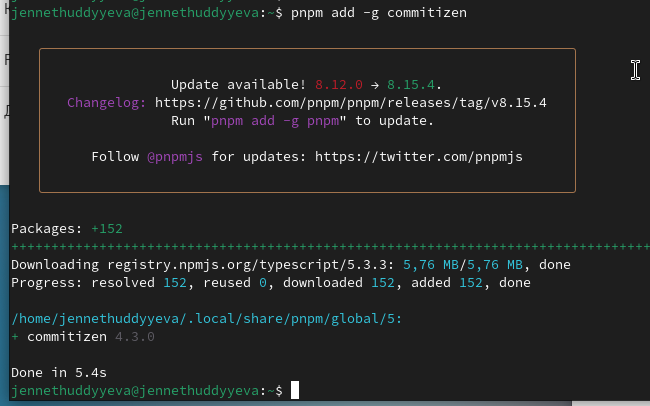 jennethuddyyeva@jennethuddyyeva:~$ pnpm add -g commitizen
Update available! 8.12.0 → 8.15.4.
Changelog: https://github.com/pnpm/pnpm/releases/tag/v8.15.4
Run "pnpm add -g pnpm" to update.
Follow @pnpmjs for updates: https://twitter.com/pnpmjs
Packages: +152
++++++++++++++++++++++++++++++++++++++++++++++++++++++++++++++++++++++++++++++++
Downloading registry.npmjs.org/typescript/5.3.3: 5,76 MB/5,76 MB, done
Progress: resolved 152, reused 0, downloaded 152, added 152, done
/home/jennethuddyyeva/.local/share/pnpm/global/5:
+ commitizen 4.3.0
Done in 5.4s
jennethuddyyeva@jennethuddyyeva:~$